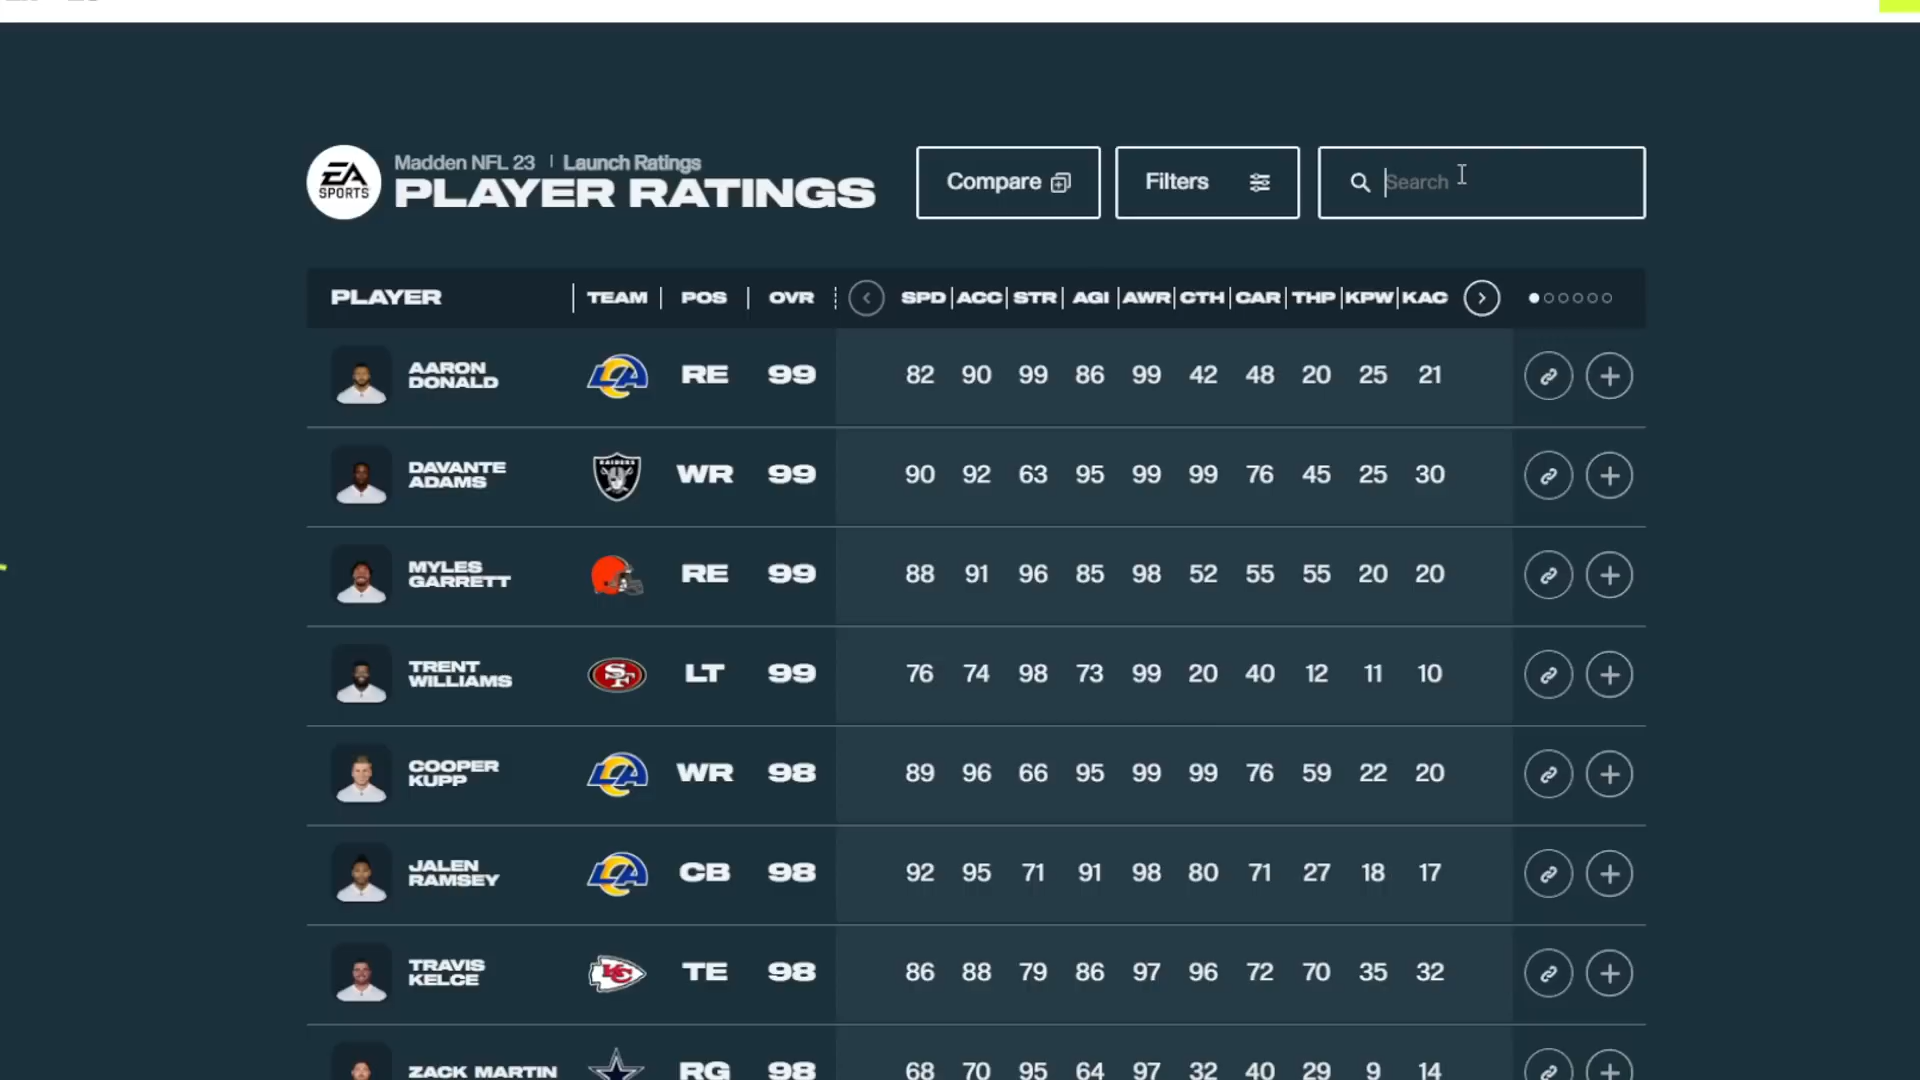 Madden NFL 23 | Launch Ratings
EA SPORTS
PLAYER RATINGS
Compare
Filters
Search
PLAYER TEAM POS OVR SPD ACC STR AGI AWR CTH CAR THP KPW KAC
AARON DONALD LA RE 99 82 90 99 86 99 42 48 20 25 21
DAVANTE ADAMS RAIDERS WR 99 90 92 63 95 99 99 76 45 25 30
MYLES GARRETT RE 99 88 91 96 85 98 52 55 55 20 20
TRENT WILLIAMS SF LT 99 76 74 98 73 99 20 40 12 11 10
COOPER KUPP LA WR 98 89 96 66 95 99 99 76 59 22 20
JALEN RAMSEY LA CB 98 92 95 71 91 98 80 71 27 18 17
TRAVIS KELCE KC TE 98 86 88 79 86 97 96 72 70 35 32
ZACK MARTIN RG 98 68 70 95 64 97 32 40 29 9 14